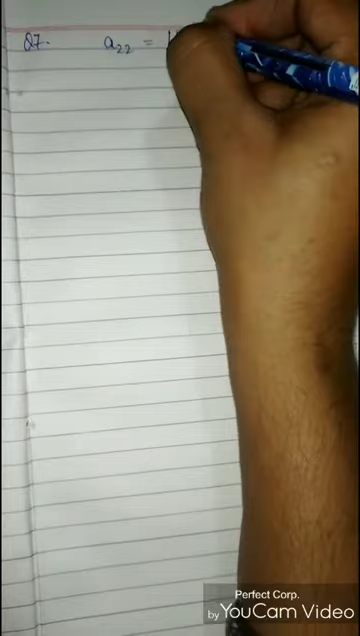 Q7. a₂₂ =
Perfect Corp.
by YouCam Video